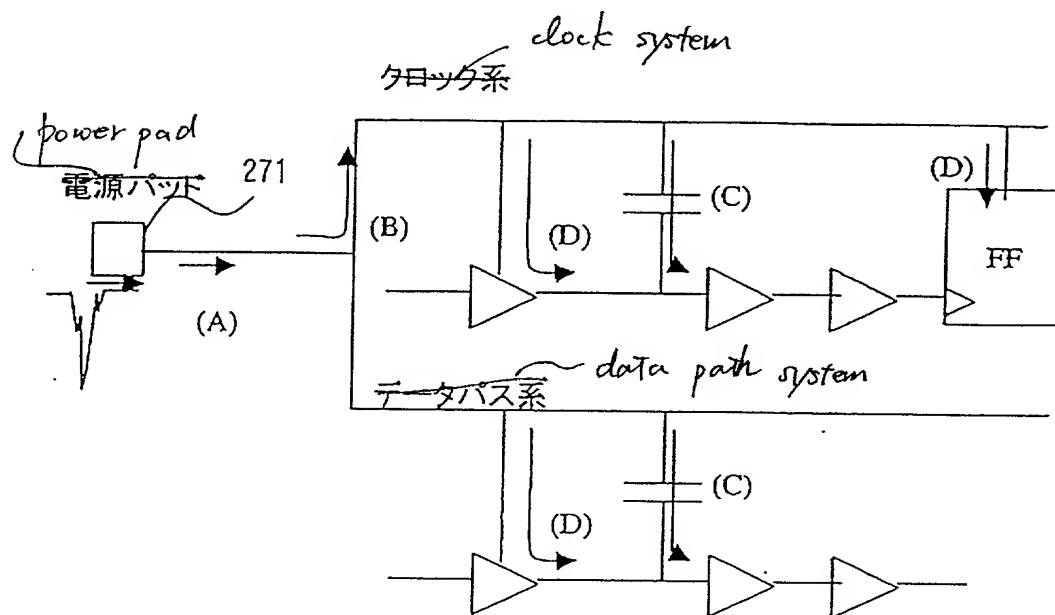 clock system
クロック系
power pad
電源パット
271
(D)
(C)
(B)
(D)
FF
(A)
data path system
データパス系
(C)
(D)